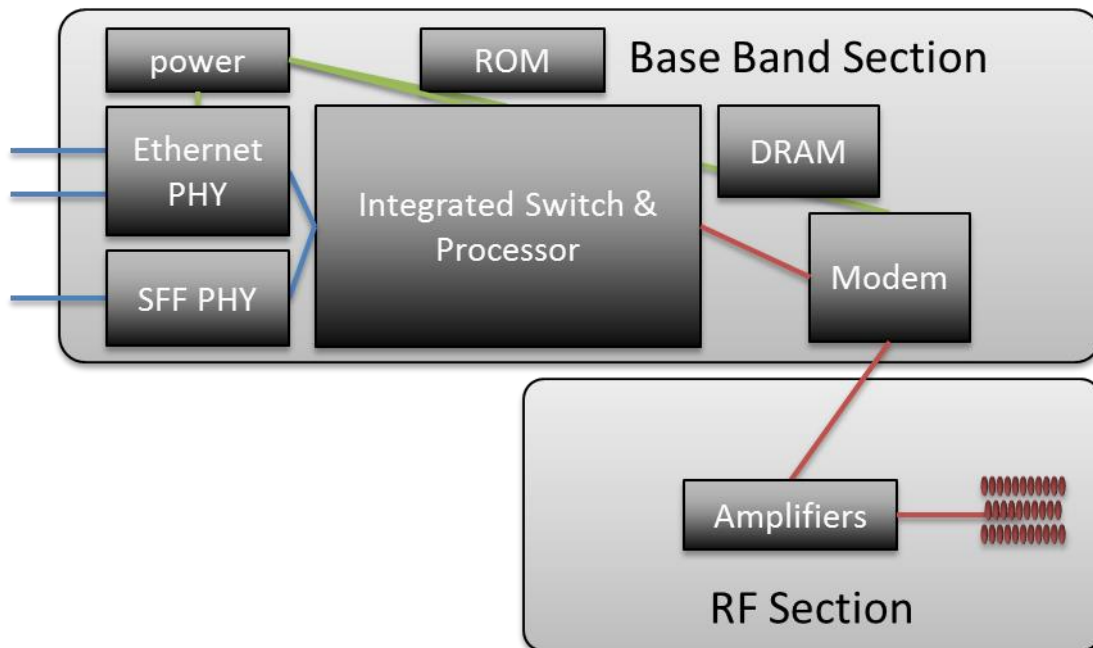 power
ROM
Base Band Section
Ethernet
PHY
DRAM
Integrated Switch &
Processor
SFF PHY
Modem
Amplifiers
RF Section